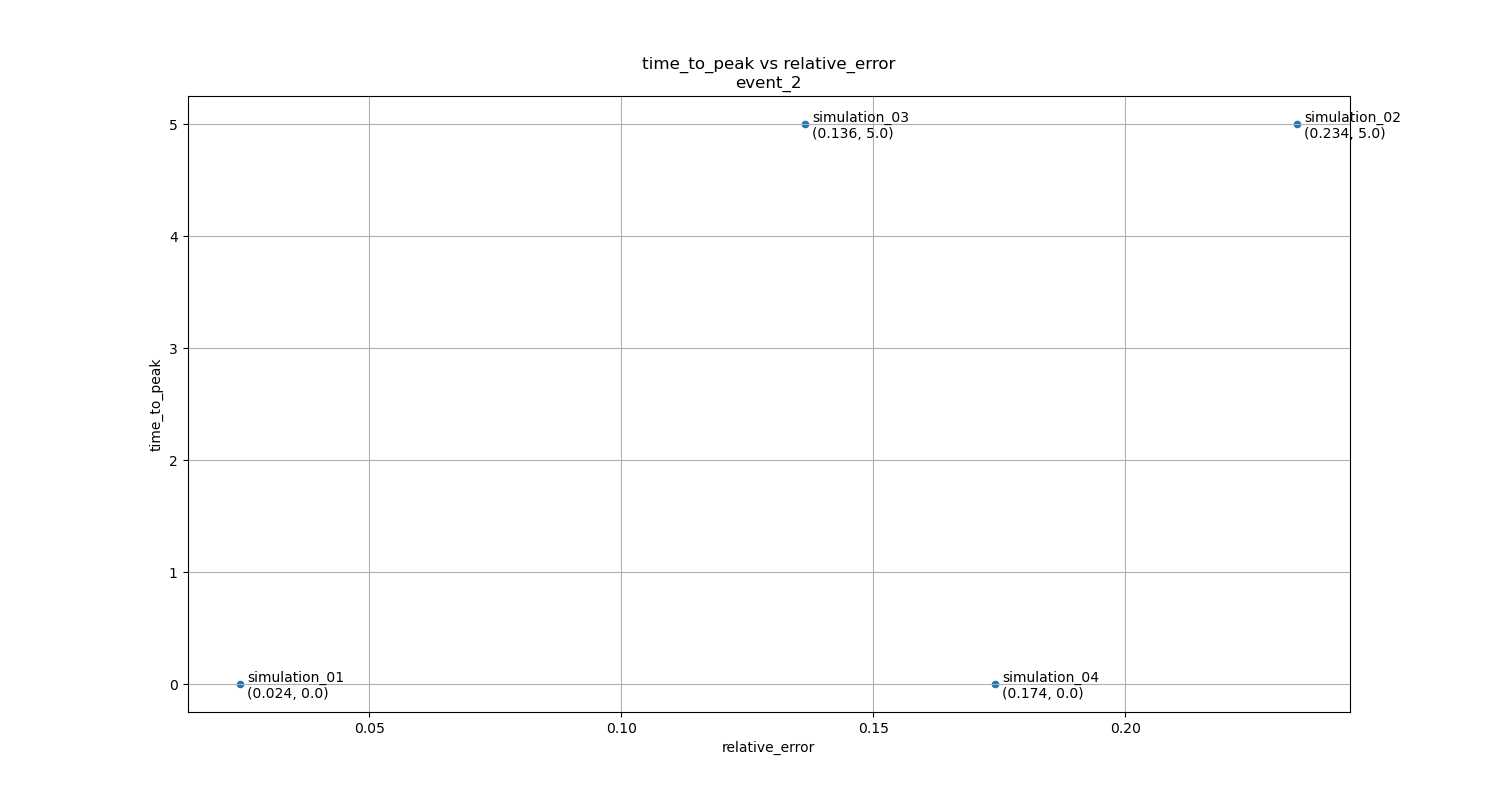 time_to_peak vs relative_error
event_2
simulation_03
(0.136, 5.0)
simulation_02
(0.234, 5.0)
5
4
3
2
1
0
time_to_peak
simulation_01
(0.024, 0.0)
simulation_04
(0.174, 0.0)
0.05
0.10
0.15
0.20
relative_error